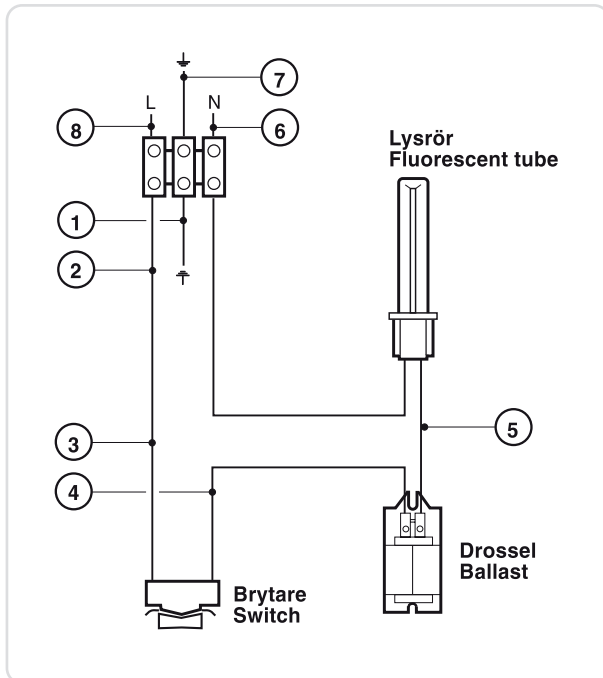 7
L
N
8
6
Lysrör
Fluorescent tube
1
2
3
5
4
Drossel
Ballast
Brytare
Switch